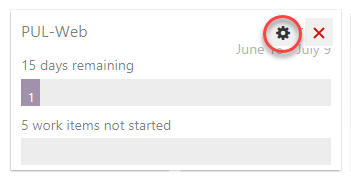 PUL-Web
June - July 9
15 days remaining
1
5 work items not started